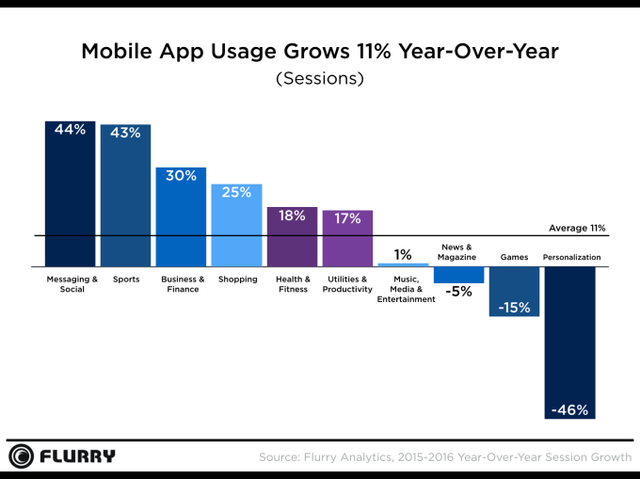 Mobile App Usage Grows 11% Year-Over-Year
(Sessions)
44%
43%
30%
25%
18%
17%
1%
-5%
-15%
-46%
Average 11%
Messaging &
Social
Sports
Business &
Finance
Shopping
Health &
Fitness
Utilities &
Productivity
Music,
Media &
Entertainment
News &
Magazine
Games
Personalization
FLURRY
Source: Flurry Analytics, 2015-2016 Year-Over-Year Session Growth